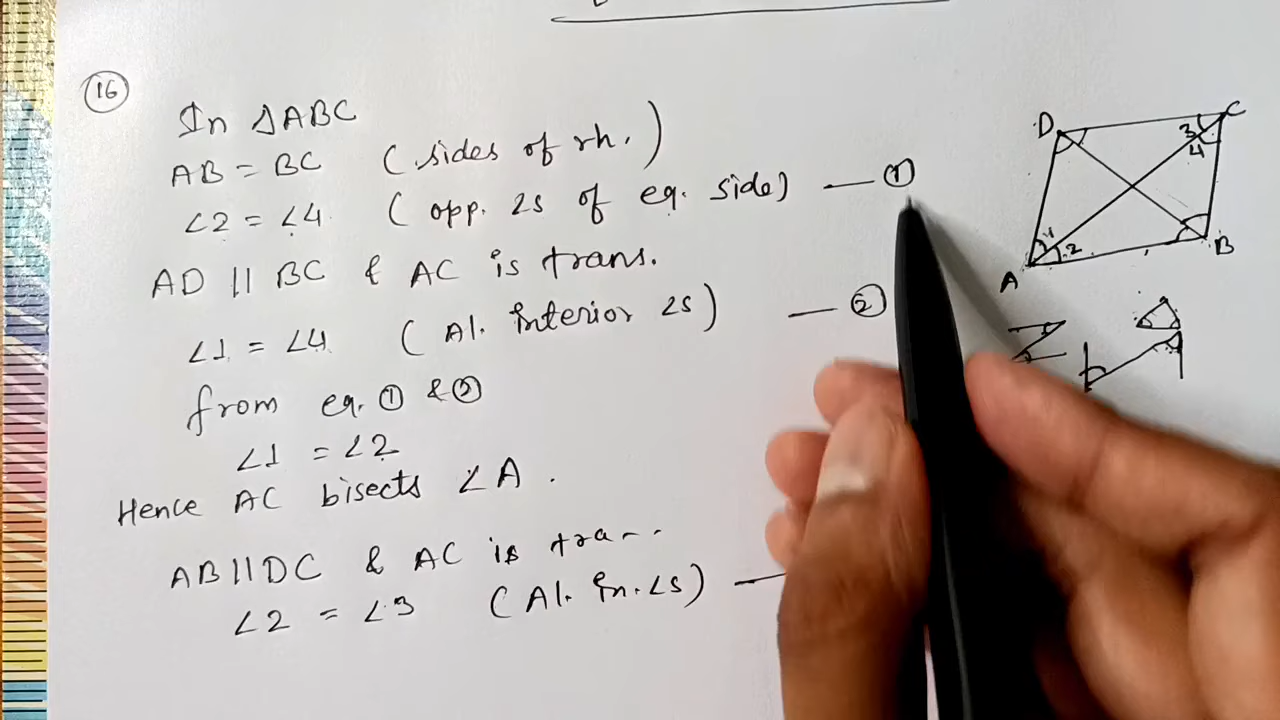 16
In △ABC
AB = BC (sides of rh.)
∠2 = ∠4 (opp. ∠s of eq. side) — ①
AD || BC & AC is trans.
∠1 = ∠4 (Al. interior ∠s) — ②
from eq. ① & ②
∠1 = ∠2
Hence AC bisects ∠A .
AB || DC & AC is tra--
∠2 = ∠3 (Al. in. ∠s) —
D C
3
4
1 2
A B